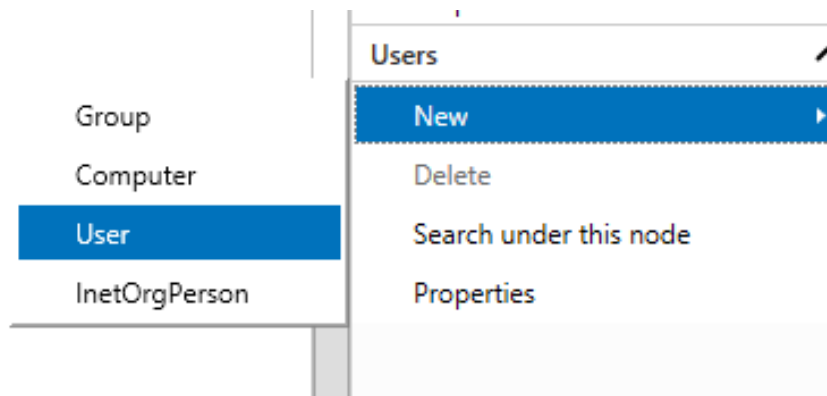 Users
New
Delete
Search under this node
Properties
Group
Computer
User
InetOrgPerson